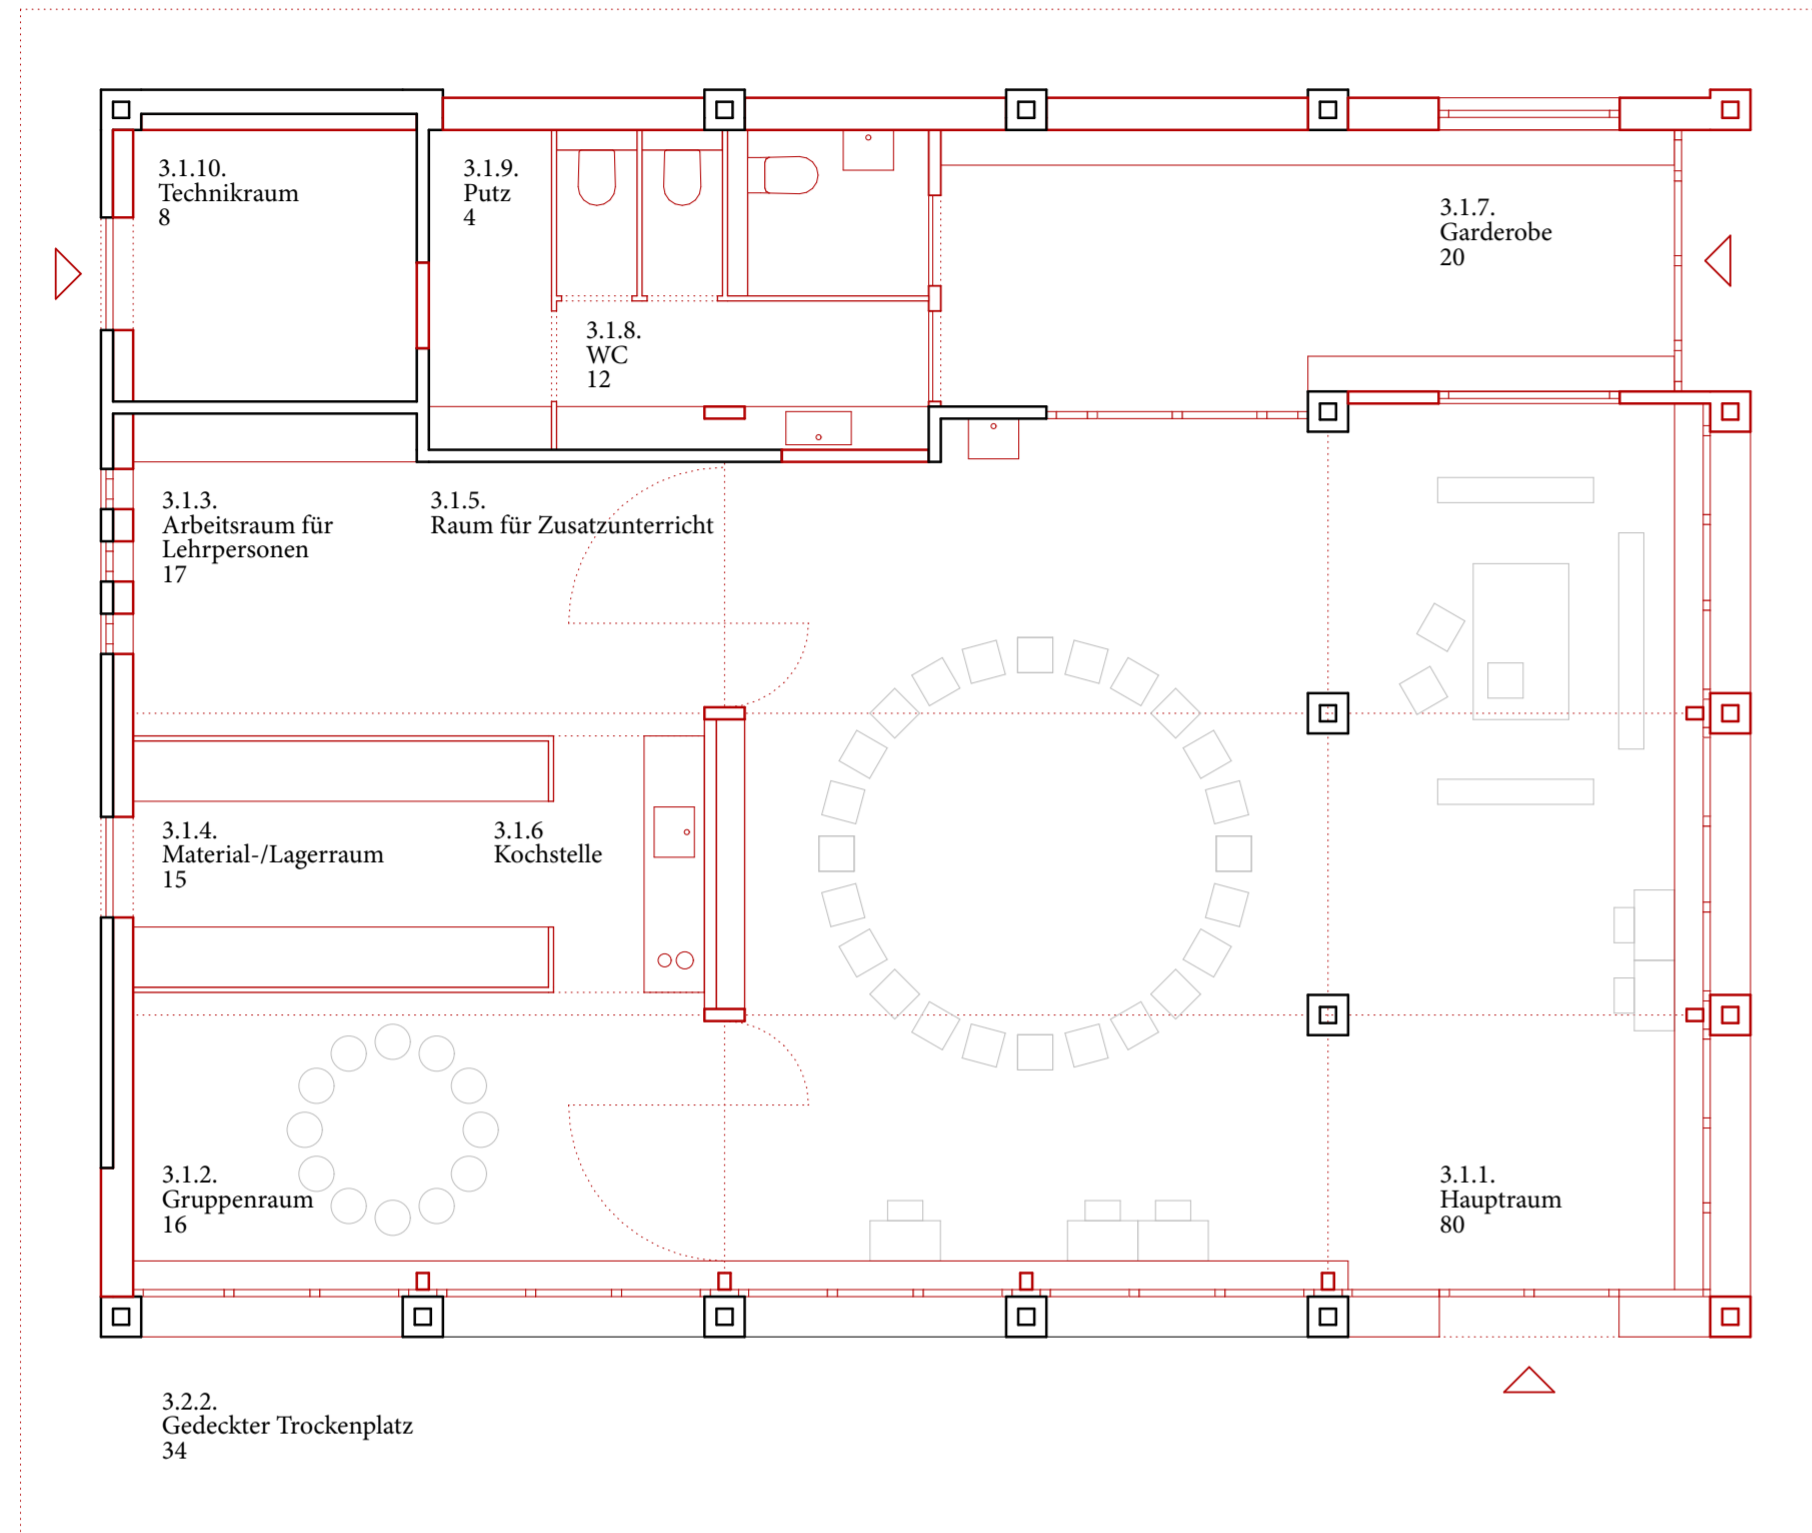 3.1.10.
Technikraum
8
3.1.9.
Putz
4
3.1.7.
Garderobe
20
3.1.8.
WC
12
3.1.3.
Arbeitsraum für
Lehrpersonen
17
3.1.5.
Raum für Zusatzunterricht
3.1.4.
Material-/Lagerraum
15
3.1.6
Kochstelle
3.1.2.
Gruppenraum
16
3.1.1.
Hauptraum
80
3.2.2.
Gedeckter Trockenplatz
34